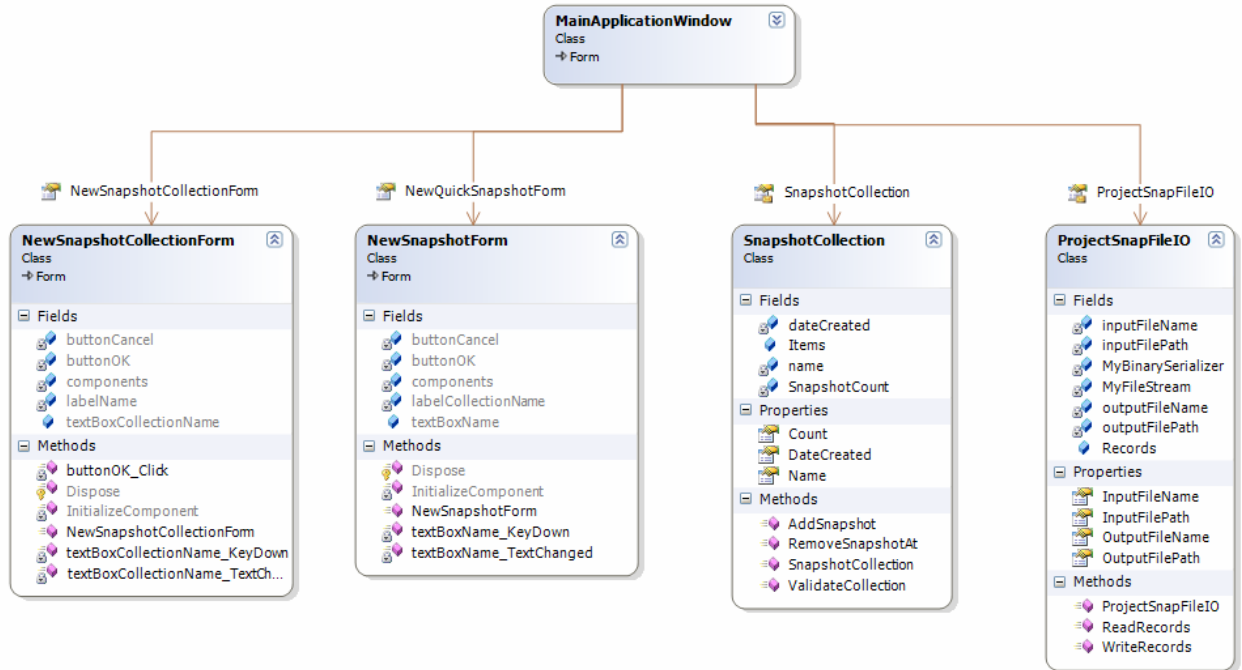 MainApplicationWindow
Class
Form
NewSnapshotCollectionForm
NewQuickSnapshotForm
SnapshotCollection
ProjectSnapFileIO
NewSnapshotCollectionForm
Class
Form
Fields
buttonCancel
buttonOK
components
labelName
textBoxCollectionName
Methods
buttonOK_Click
Dispose
InitializeComponent
NewSnapshotCollectionForm
textBoxCollectionName_KeyDown
textBoxCollectionName_TextCh...
NewSnapshotForm
Class
Form
Fields
buttonCancel
buttonOK
components
labelCollectionName
textBoxName
Methods
Dispose
InitializeComponent
NewSnapshotForm
textBoxName_KeyDown
textBoxName_TextChanged
SnapshotCollection
Class
Fields
dateCreated
Items
name
SnapshotCount
Properties
Count
DateCreated
Name
Methods
AddSnapshot
RemoveSnapshotAt
SnapshotCollection
ValidateCollection
ProjectSnapFileIO
Class
Fields
inputFileName
inputFilePath
MyBinarySerializer
MyFileStream
outputFileName
outputFilePath
Records
Properties
InputFileName
InputFilePath
OutputFileName
OutputFilePath
Methods
ProjectSnapFileIO
ReadRecords
WriteRecords